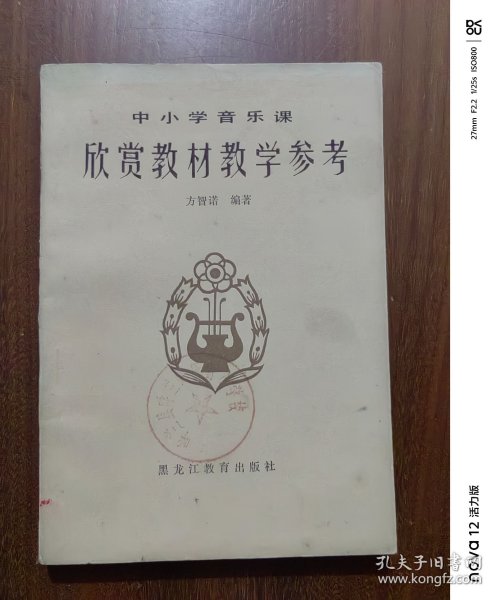 中小学音乐课
欣赏教材教学参考
方智诺 编著
黑龙江教育出版社
27mm F2.2 1/25s ISO800
nova 12 活力版
孔夫子旧书网
www.kongfz.com